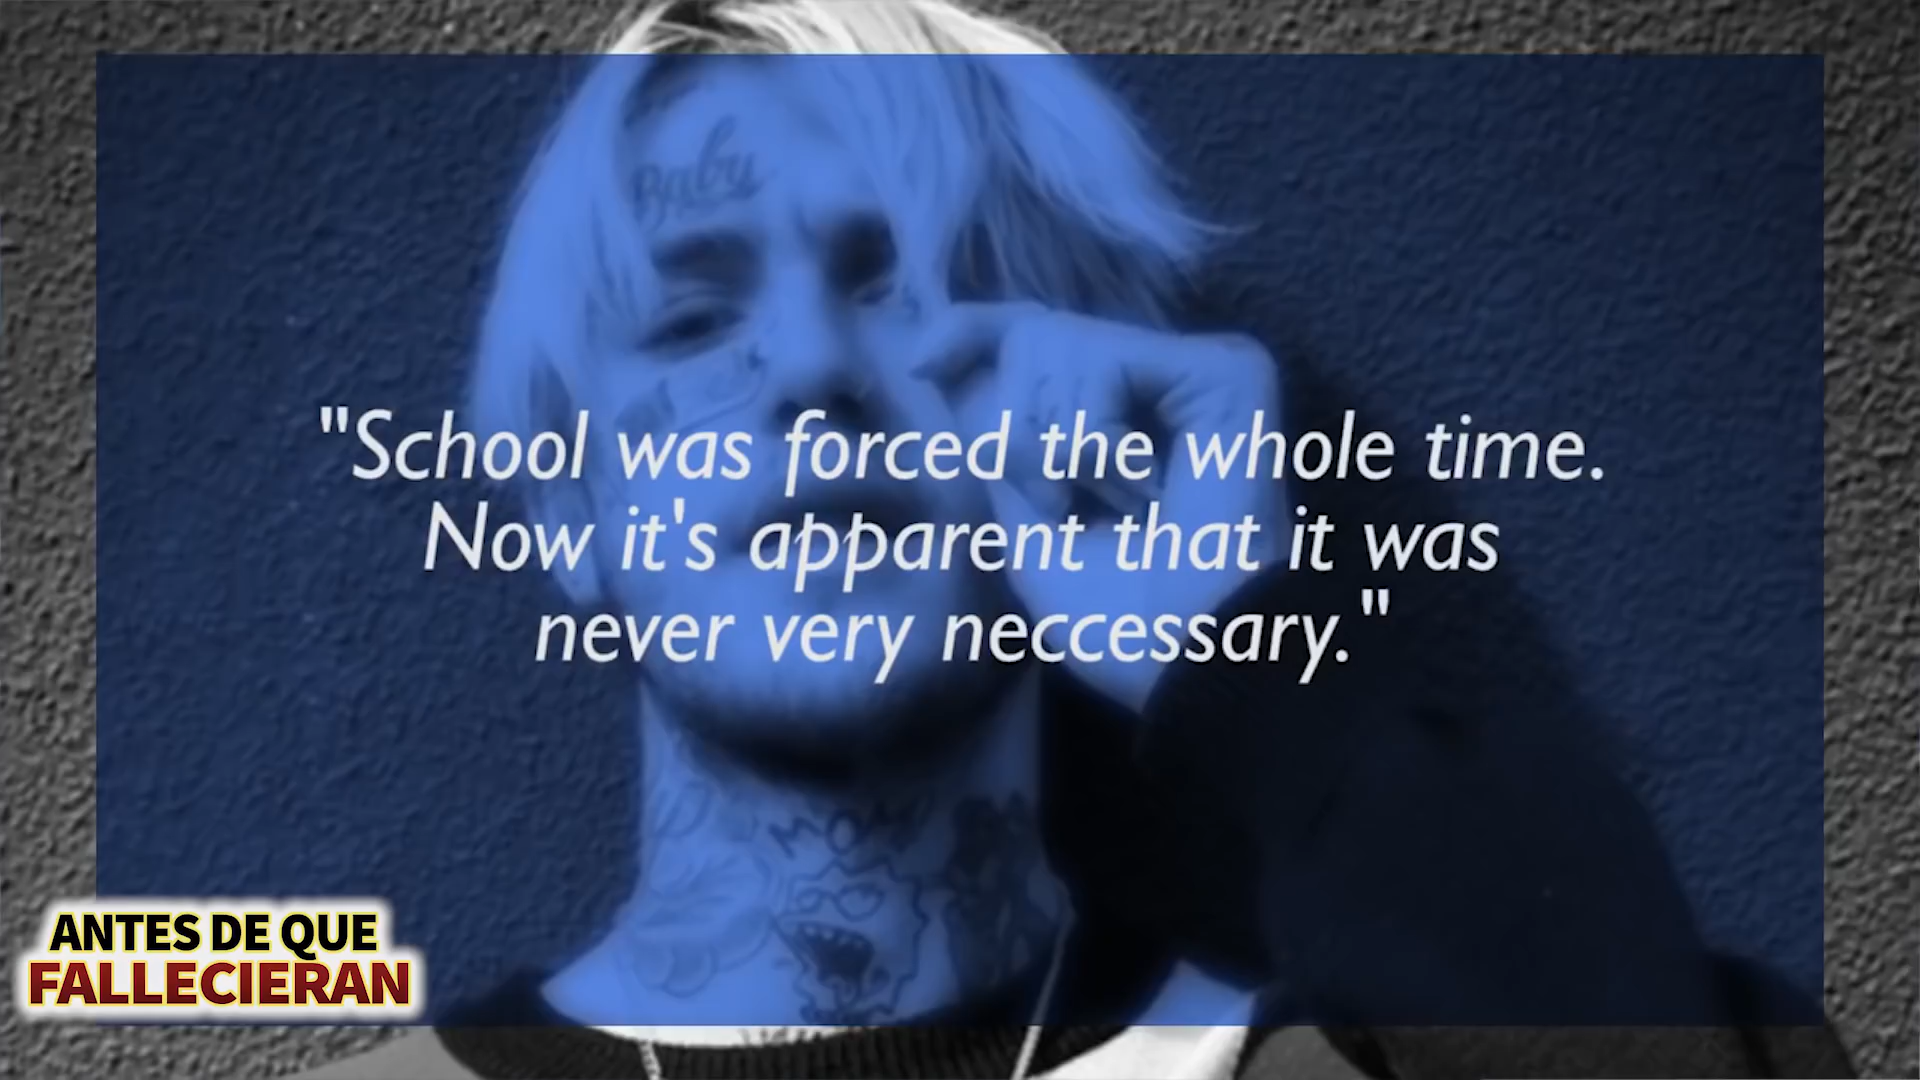 Baby
"School was forced the whole time.
Now it's apparent that it was
never very neccessary."
MOM
ANTES DE QUE
FALLECIERAN